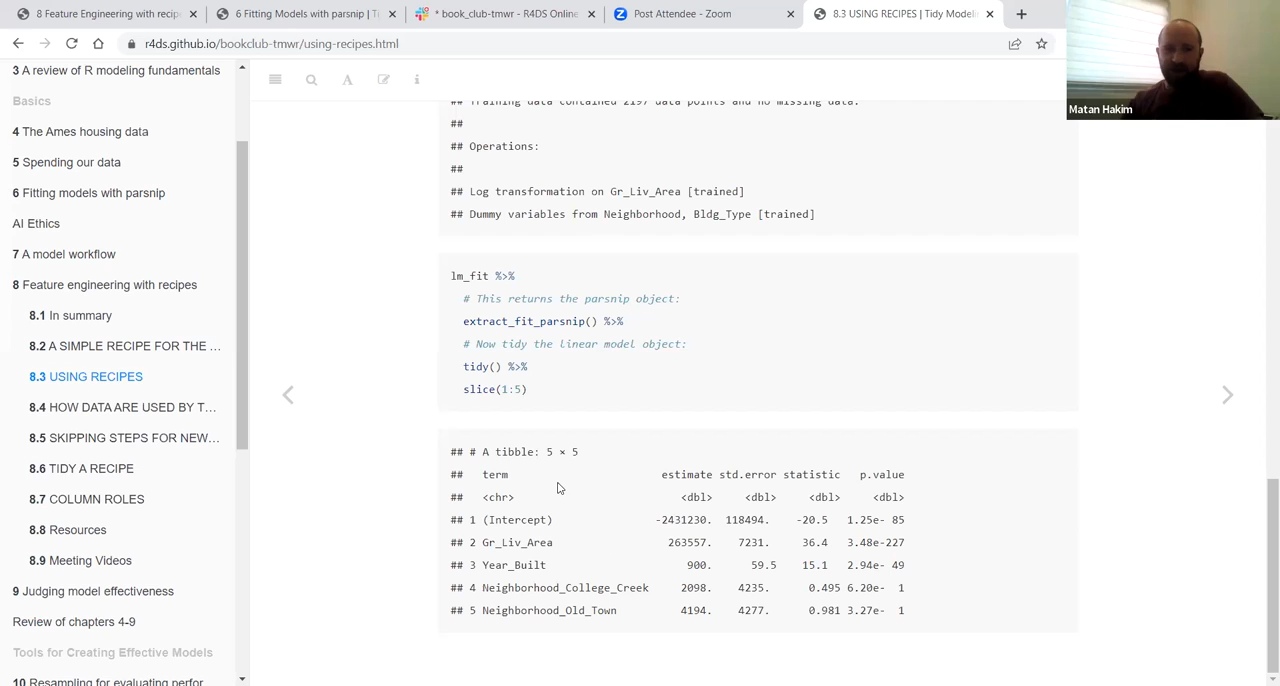 8 Feature Engineering with recipe
6 Fitting Models with parsnip | Ti
* book_club-tmwr - R4DS Online
Post Attendee - Zoom
8.3 USING RECIPES | Tidy Modeli
r4ds.github.io/bookclub-tmwr/using-recipes.html
Matan Hakim
3 A review of R modeling fundamentals
Basics
4 The Ames housing data
5 Spending our data
6 Fitting models with parsnip
AI Ethics
7 A model workflow
8 Feature engineering with recipes
8.1 In summary
8.2 A SIMPLE RECIPE FOR THE ...
8.3 USING RECIPES
8.4 HOW DATA ARE USED BY T...
8.5 SKIPPING STEPS FOR NEW...
8.6 TIDY A RECIPE
8.7 COLUMN ROLES
8.8 Resources
8.9 Meeting Videos
9 Judging model effectiveness
Review of chapters 4-9
Tools for Creating Effective Models
10 Resampling for evaluating perfor
A
i
## Training data contained 2197 data points and no missing data.
##
## Operations:
##
## Log transformation on Gr_Liv_Area [trained]
## Dummy variables from Neighborhood, Bldg_Type [trained]
lm_fit %>%
# This returns the parsnip object:
extract_fit_parsnip() %>%
# Now tidy the linear model object:
tidy() %>%
slice(1:5)
## # A tibble: 5 × 5
## term estimate std.error statistic p.value
## <chr> <dbl> <dbl> <dbl> <dbl>
## 1 (Intercept) -2431230. 118494. -20.5 1.25e- 85
## 2 Gr_Liv_Area 263557. 7231. 36.4 3.48e-227
## 3 Year_Built 900. 59.5 15.1 2.94e- 49
## 4 Neighborhood_College_Creek 2098. 4235. 0.495 6.20e- 1
## 5 Neighborhood_Old_Town 4194. 4277. 0.981 3.27e- 1